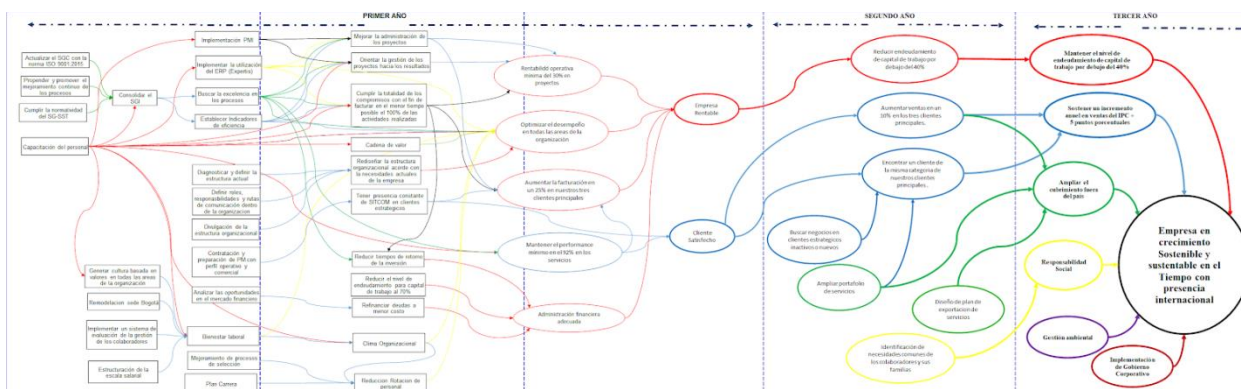 PRIMER AÑO
SEGUNDO AÑO
TERCER AÑO
Actualizar el SGC con la
norma ISO 9001:2015
Propender y promover el
mejoramiento continuo de los
procesos
Cumplir la normatividad
del SG-SST
Capacitación del personal
Consolidar el
SGI
Generar cultura basada en
valores en todas las areas de
la organización
Remodelacion sede Bogotá
Implementar un sistema de
evaluación de la gestión
de los colaboradores
Estructuración de la
escala salarial
Implementación PMI
Implementar la utilización
del ERP (Experto)
Buscar la excelencia en
los procesos
Establecer Indicadores
de eficiencia
Diagnosticar y definir la
estructura actual
Definir roles,
responsabilidades y rutas
de comunicación dentro
de la organizacion
Divulgación de la
estructura organizacional
Contratación y
preparación de PM con
perfil operativo y
comercial
Analizar las oportunidades
en el mercado financiero
Bienestar laboral
Mejoramiento de procesos
de selección
Plan Carrera
Mejorar la administración de
los proyectos
Orientar la gestión de los
proyectos hacia los resultados
Cumplir la totalidad de los
compromisos con el fin de
facturar en el menor tiempo
posible el 100% de las
actividades realizadas
Cadena de valor
Rediseñar la estructura
organizacional acorde con
la necesidades actuales
de la empresa
Tener presencia constante
de SITCOM en clientes
estratégicos
Reducir tiempos de retorno
de la inversión
Reducir el nivel de
endeudamiento para capital
de trabajo al 70%
Refinanciar deudas a
menor costo
Clima Organizacional
Reduccion Rotacion de
personal
Rentabilidad operativa
mínima del 30% en
proyectos
Optimizar el desempeño
en todas las areas de la
organización
Aumentar la facturación en
un 25% en nuestros tres
clientes principales
Mantener el performance
mínimo en el 92% en los
servicios
Administración financiera
adecuada
Empresa
Rentable
Cliente
Satisfecho
Reducir endeudamiento
de capital de trabajo por
debajo del 40%
Aumentar ventas en un
10% en los tres clientes
principales.
Encontrar un cliente de
la misma categoria de
nuestros clientes
principales.
Buscar negocios en
clientes estrategicos
inactivos o nuevos
Ampliar portafolio
de servicios
Diseño de plan de
exportacion de
servicios
Identificación de
necesidades comunes de
los colaboradores y sus
familias
Mantener el nivel de
endeudamiento de capital de
trabajo por debajo del 40%
Sostener un incremento
anual en ventas del IPC +
5 puntos porcentuales
Ampliar el
cubrimiento fuera
del país
Responsabilidad
Social
Gestión ambiental
Implementación
de Gobierno
Corporativo
Empresa en
crecimiento
Sostenible y
sustentable en el
Tiempo con
presencia
internacional